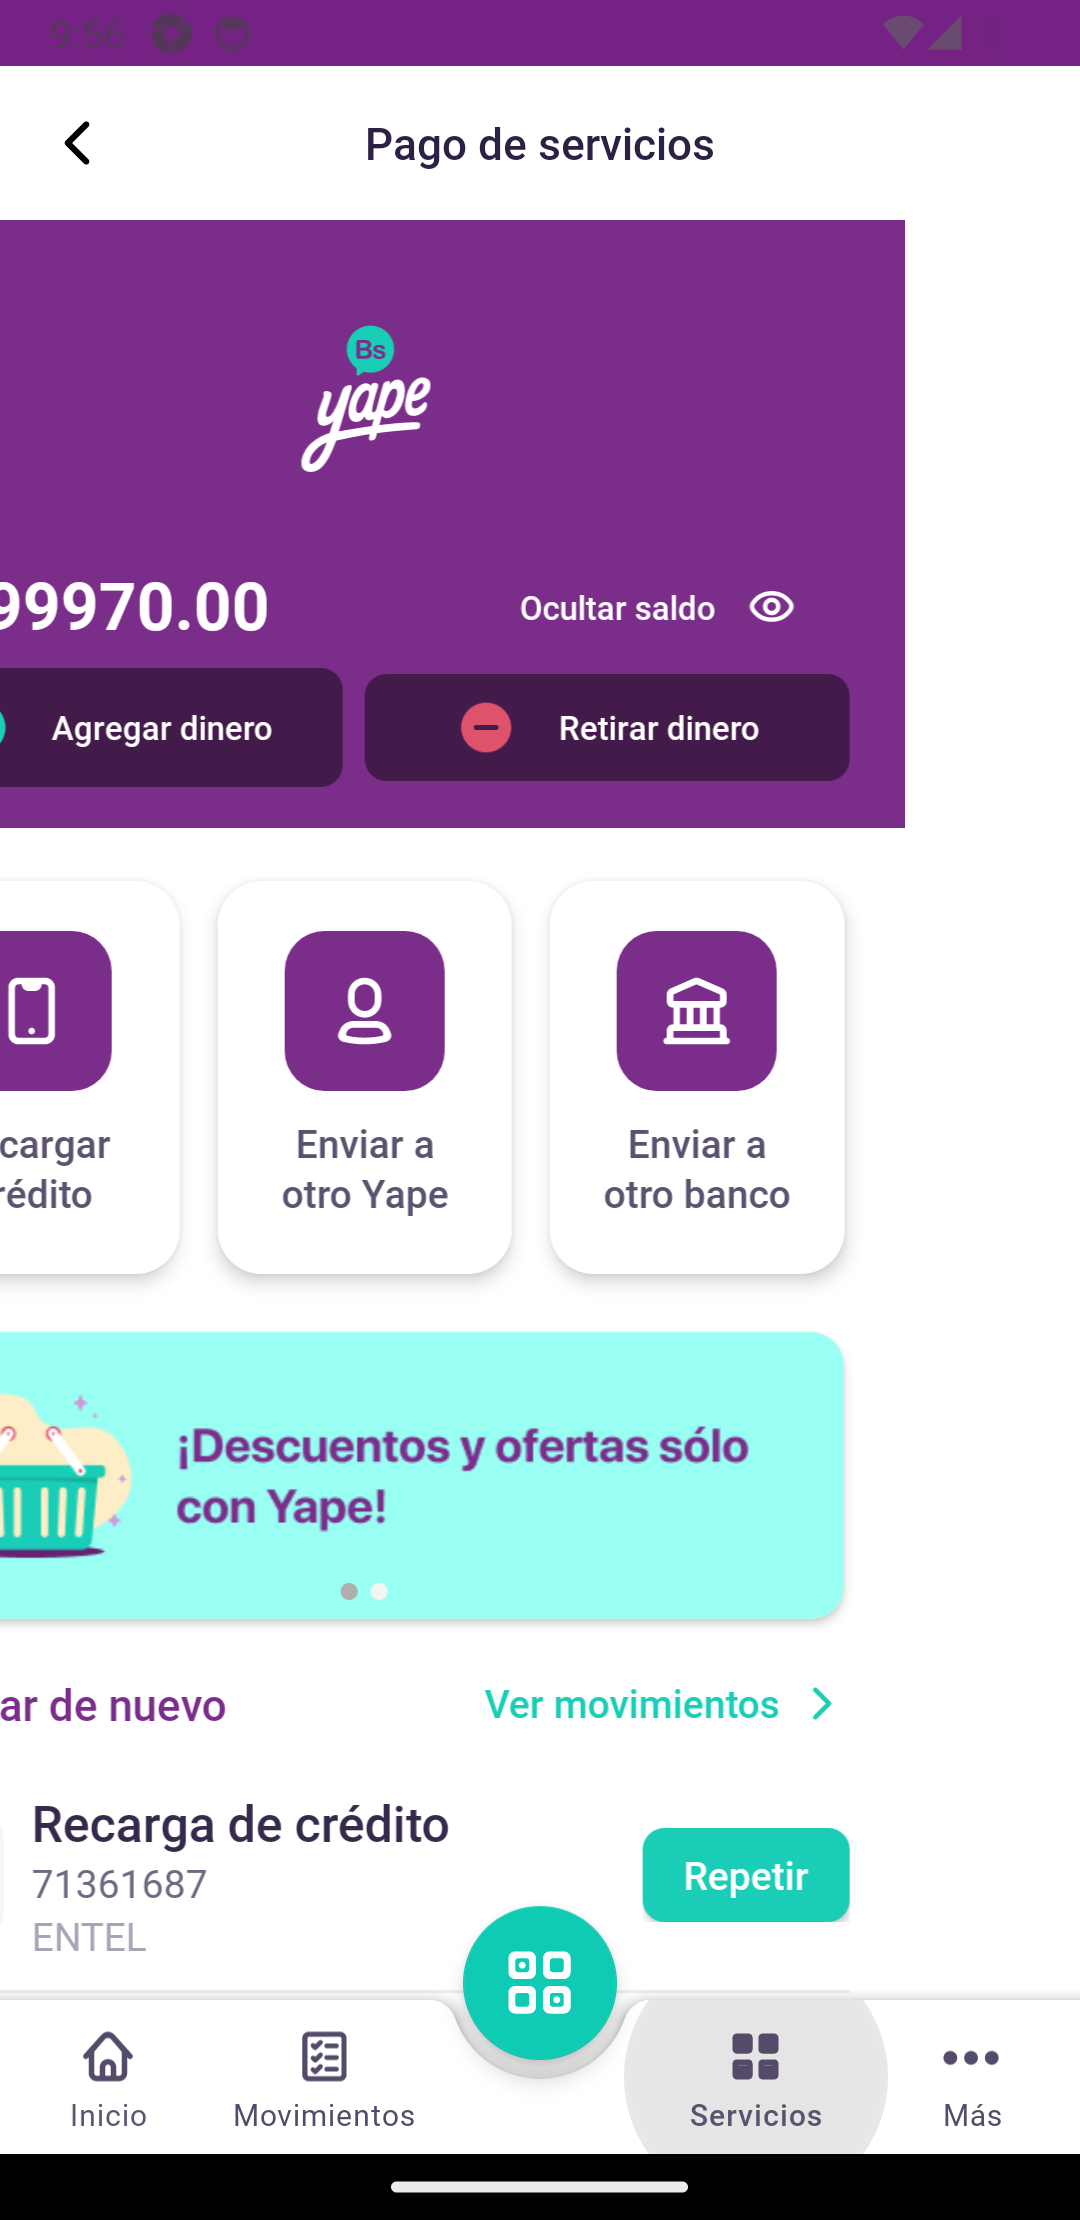 9:56
Pago de servicios
Bs
yape
99970.00
Ocultar saldo
Agregar dinero
Retirar dinero
cargar
rédito
Enviar a
otro Yape
Enviar a
otro banco
¡Descuentos y ofertas sólo
con Yape!
ar de nuevo
Ver movimientos
Recarga de crédito
71361687
ENTEL
Repetir
Inicio
Movimientos
Servicios
Más